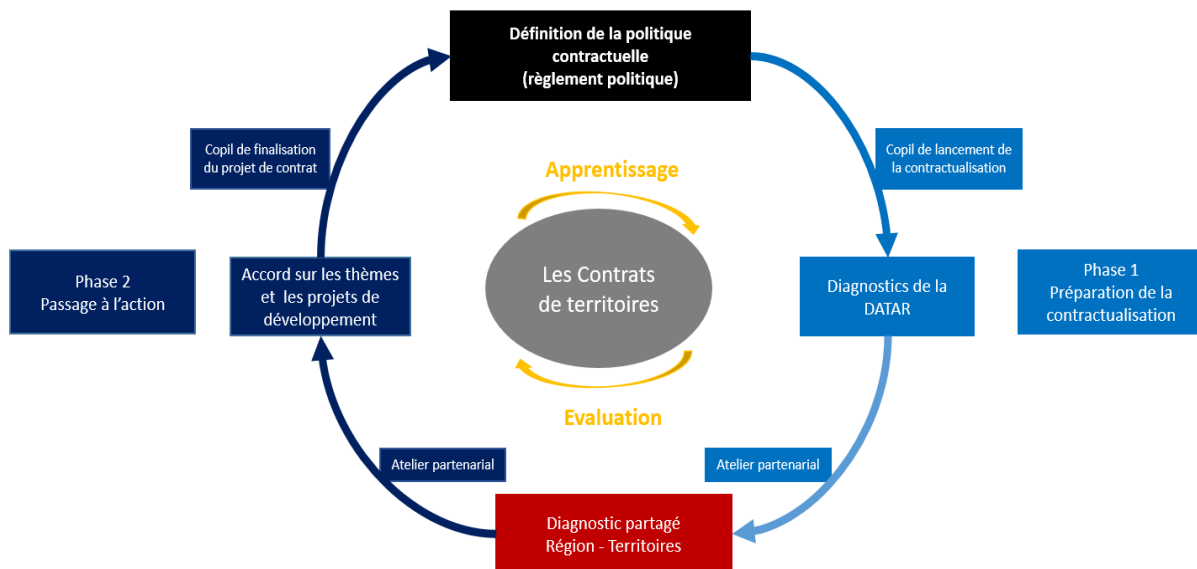 Définition de la politique
contractuelle
(règlement politique)
Copil de finalisation
du projet de contrat
Copil de lancement de
la contractualisation
Apprentissage
Phase 2
Passage à l'action
Accord sur les thèmes
et les projets de
développement
Les Contrats
de territoires
Diagnostics de la
DATAR
Phase 1
Préparation de la
contractualisation
Evaluation
Atelier partenarial
Atelier partenarial
Diagnostic partagé
Région - Territoires